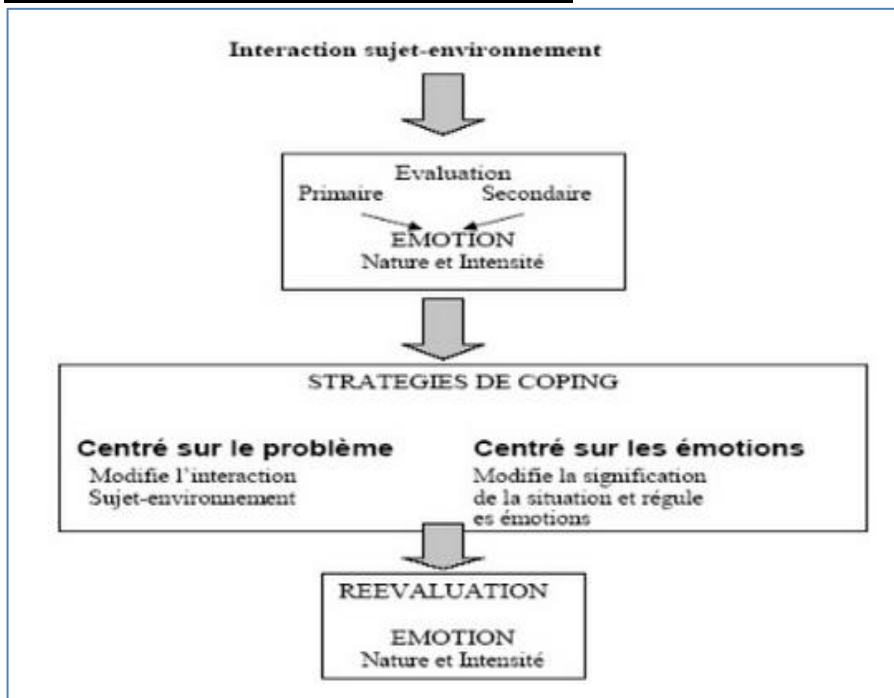 Interaction sujet-environnement
Evaluation
Primaire Secondaire
EMOTION
Nature et Intensité
STRATEGIES DE COPING
Centré sur le problème
Modifie l'interaction
Sujet-environnement
Centré sur les émotions
Modifie la signification
de la situation et régule
es émotions
REEVALUATION
EMOTION
Nature et Intensité